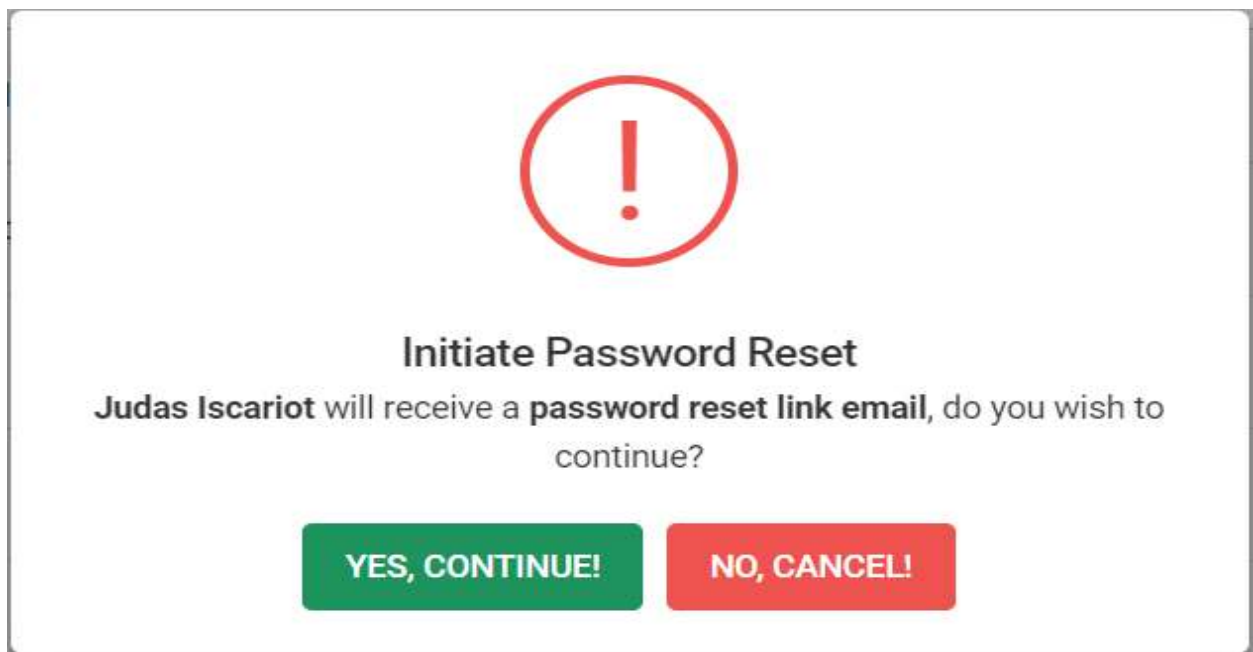 Initiate Password Reset
Judas Iscariot will receive a password reset link email, do you wish to
continue?
YES, CONTINUE!
NO, CANCEL!